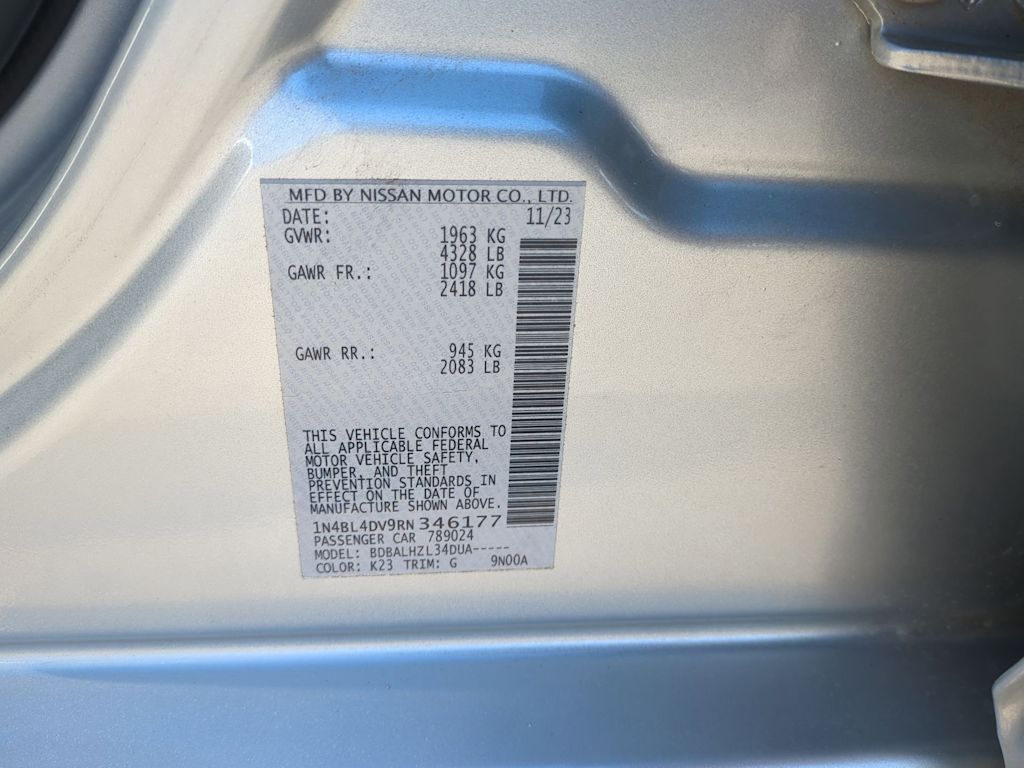 MFD BY NISSAN MOTOR CO., LTD.
DATE: 11/23
GVWR: 1963 KG
4328 LB
GAWR FR.: 1097 KG
2418 LB
GAWR RR.: 945 KG
2083 LB
THIS VEHICLE CONFORMS TO
ALL APPLICABLE FEDERAL
MOTOR VEHICLE SAFETY,
BUMPER, AND THEFT
PREVENTION STANDARDS IN
EFFECT ON THE DATE OF
MANUFACTURE SHOWN ABOVE.
1N4BL4DV9RN346177
PASSENGER CAR 789024
MODEL: BDBALHZL34DUA-----
COLOR: K23 TRIM: G 9N00A